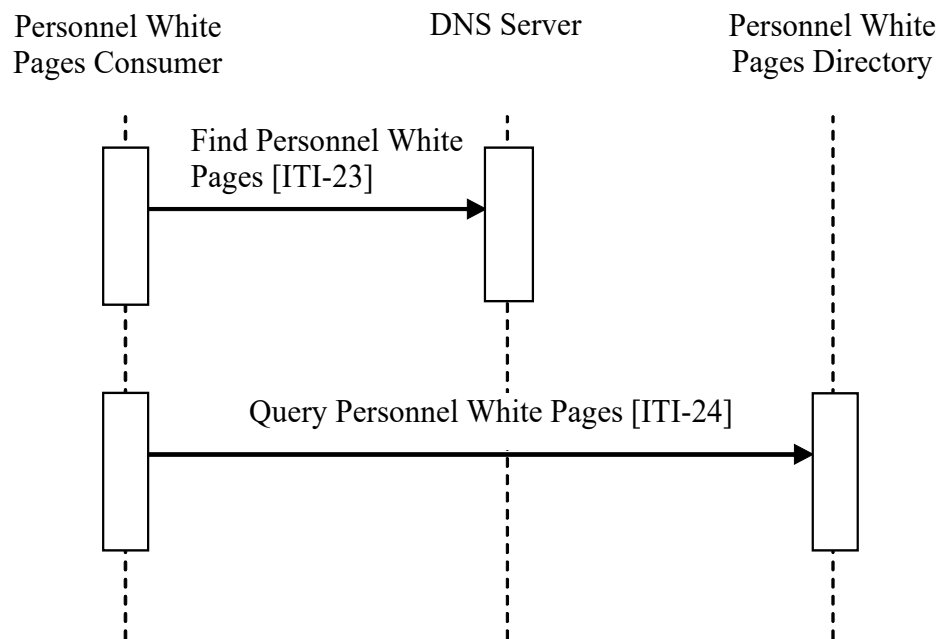 Personnel White
Pages Consumer
DNS Server
Personnel White
Pages Directory
Find Personnel White
Pages [ITI-23]
Query Personnel White Pages [ITI-24]